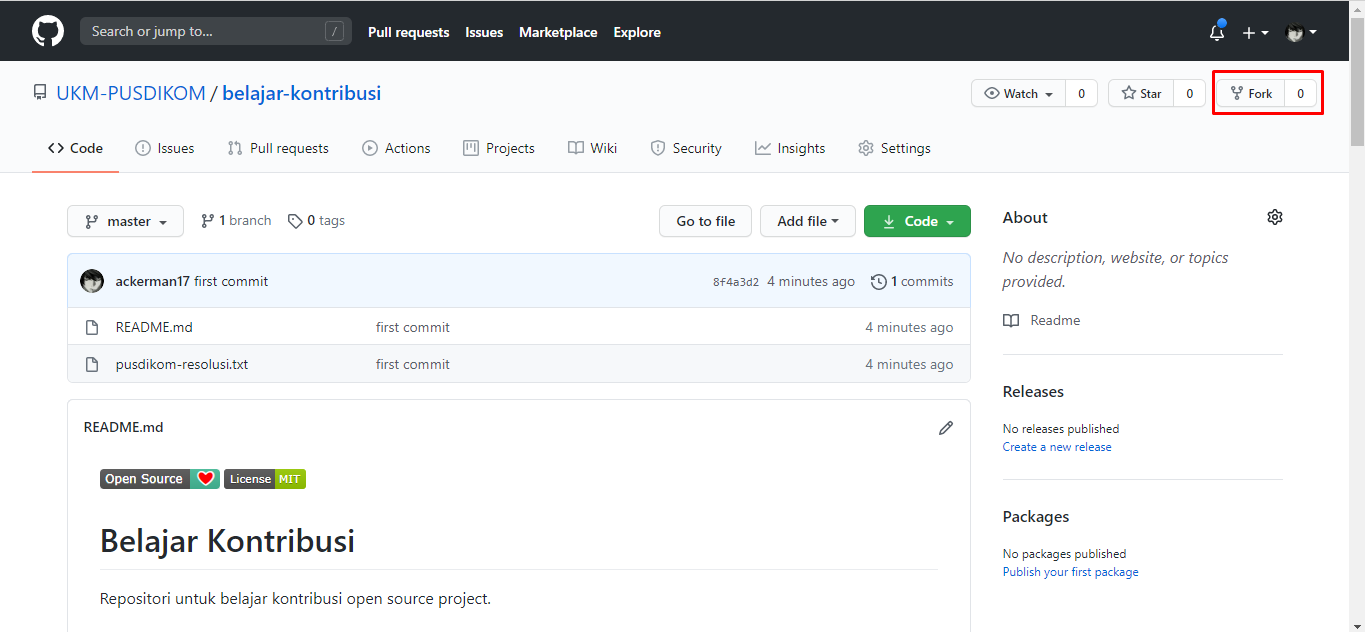 Search or jump to... /
Pull requests Issues Marketplace Explore
UKM-PUSDIKOM / belajar-kontribusi
Watch 0 Star 0 Fork 0
Code Issues Pull requests Actions Projects Wiki Security Insights Settings
master 1 branch 0 tags Go to file Add file Code
ackerman17 first commit 8f4a3d2 4 minutes ago 1 commits
README.md first commit 4 minutes ago
pusdikom-resolusi.txt first commit 4 minutes ago
README.md
Open Source License MIT
Belajar Kontribusi
Repositori untuk belajar kontribusi open source project.
About
No description, website, or topics
provided.
Readme
Releases
No releases published
Create a new release
Packages
No packages published
Publish your first package